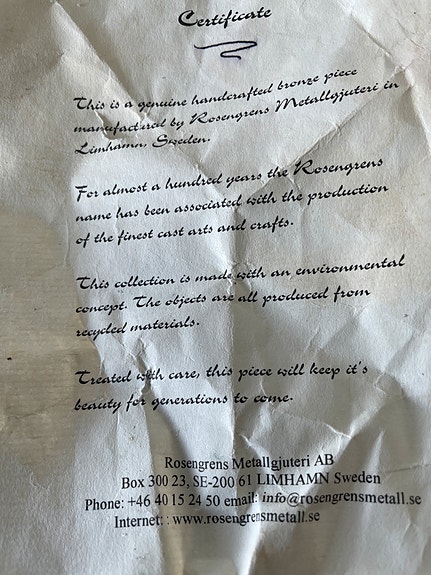 Certificate
This is a genuine handcrafted bronze piece
manufactured by Rosengrens Metallgjuteri in
Limhamn, Sweden.
For almost a hundred years the Rosengrens
name has been associated with the production
of the finest cast arts and crafts.
This collection is made with an environmental
concept. The objects are all produced from
recycled materials.
Treated with care, this piece will keep it's
beauty for generations to come.
Rosengrens Metallgjuteri AB
Box 300 23, SE-200 61 LIMHAMN Sweden
Phone: +46 40 15 24 50 email: info@rosengrensmetall.se
Internet: : www.rosengrensmetall.se